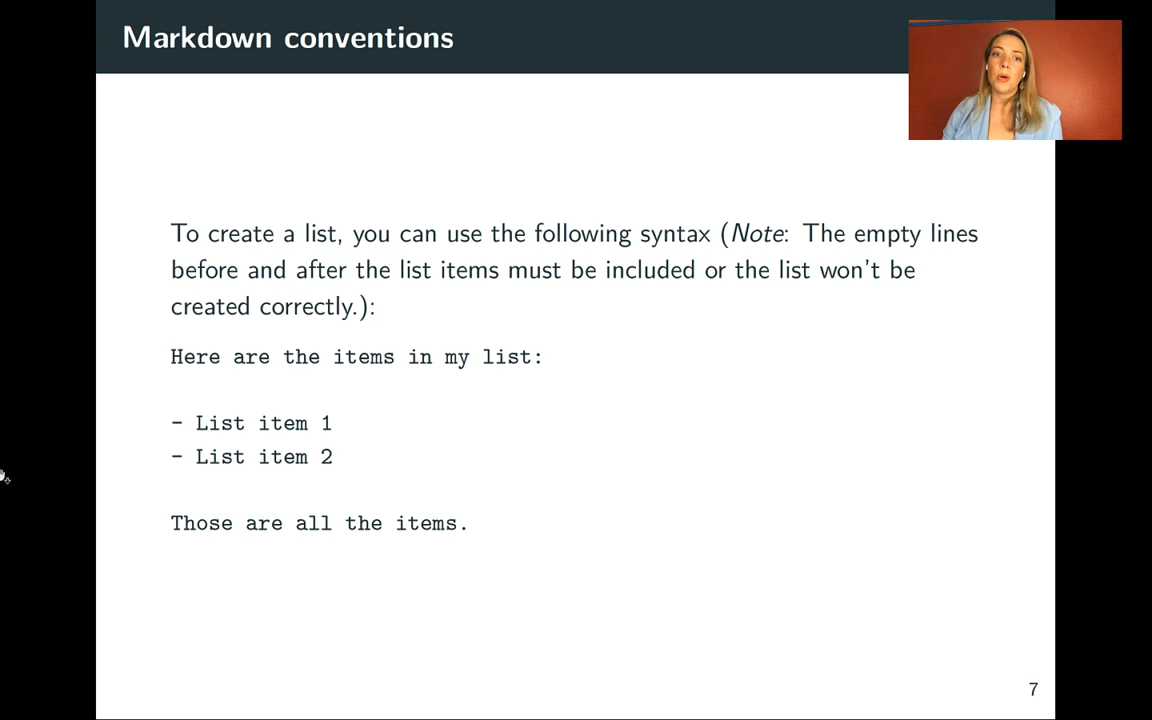 Markdown conventions
To create a list, you can use the following syntax (Note: The empty lines
before and after the list items must be included or the list won't be
created correctly.):
Here are the items in my list:
- List item 1
- List item 2
Those are all the items.
7